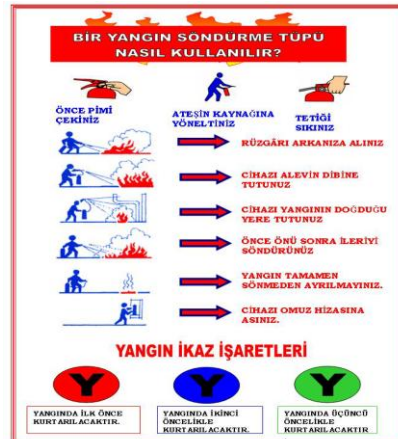 BİR YANGIN SÖNDÜRME TÜPÜ
NASIL KULLANILIR?
ÖNCE PİMİ
ÇEKİNİZ
ATEŞİN KAYNAĞINA
YÖNELTİNİZ
TETİĞİ
SIKINIZ
RÜZGÂRI ARKANIZA ALINIZ
CİHAZI ALEVİN DİBİNE
TUTUNUZ
CİHAZI YANGININ DOĞDUĞU
YERE TUTUNUZ
ÖNCE ÖNÜ SONRA İLERİYİ
SÖNDÜRÜNÜZ
YANGIN TAMAMEN
SÖNMEDEN AYRILMAYINIZ.
CİHAZI OMUZ HİZASINA
ASINIZ.
YANGIN İKAZ İŞARETLERİ
Y
Y
Y
YANGINDA İLK ÖNCE
KURTARILACAKTIR.
YANGINDA İKİNCİ
ÖNCELİKLE
KURTARILACAKTIR.
YANGINDA ÜÇÜNCÜ
ÖNCELİKLE
KURTARILACAKTIR